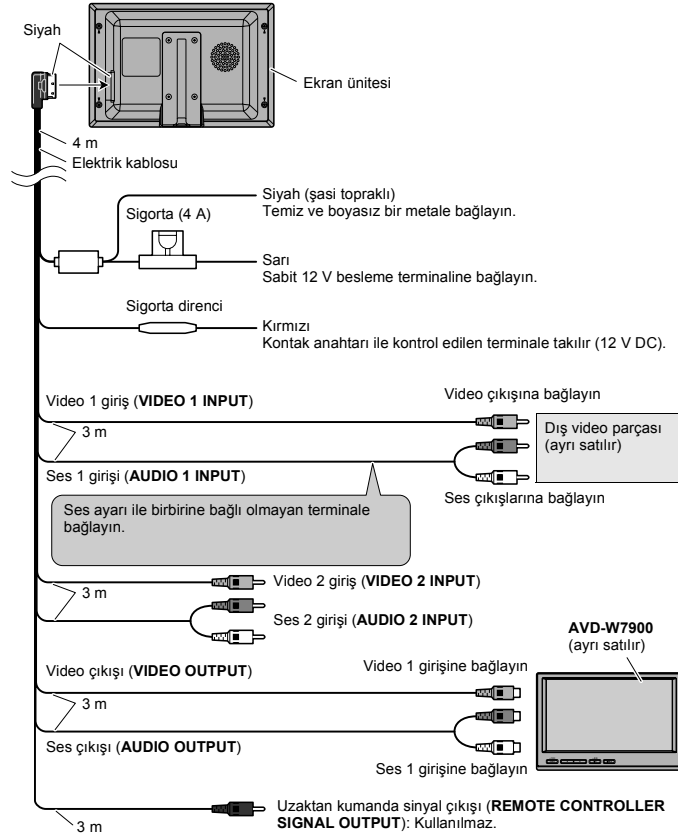 Siyah
Ekran ünitesi
4 m
Elektrik kablosu
Siyah (şasi topraklı)
Temiz ve boyasız bir metale bağlayın.
Sigorta (4 A)
Sarı
Sabit 12 V besleme terminaline bağlayın.
Sigorta direnci
Kırmızı
Kontak anahtarı ile kontrol edilen terminale takılır (12 V DC).
Video 1 giriş (VIDEO 1 INPUT)
Video çıkışına bağlayın
3 m
Dış video parçası
(ayrı satılır)
Ses 1 girişi (AUDIO 1 INPUT)
Ses çıkışlarına bağlayın
Ses ayarı ile birbirine bağlı olmayan terminale
bağlayın.
Video 2 giriş (VIDEO 2 INPUT)
3 m
Ses 2 girişi (AUDIO 2 INPUT)
AVD-W7900
(ayrı satılır)
Video çıkışı (VIDEO OUTPUT)
Video 1 girişine bağlayın
3 m
Ses çıkışı (AUDIO OUTPUT)
Ses 1 girişine bağlayın
Uzaktan kumanda sinyal çıkışı (REMOTE CONTROLLER
SIGNAL OUTPUT): Kullanılmaz.
3 m